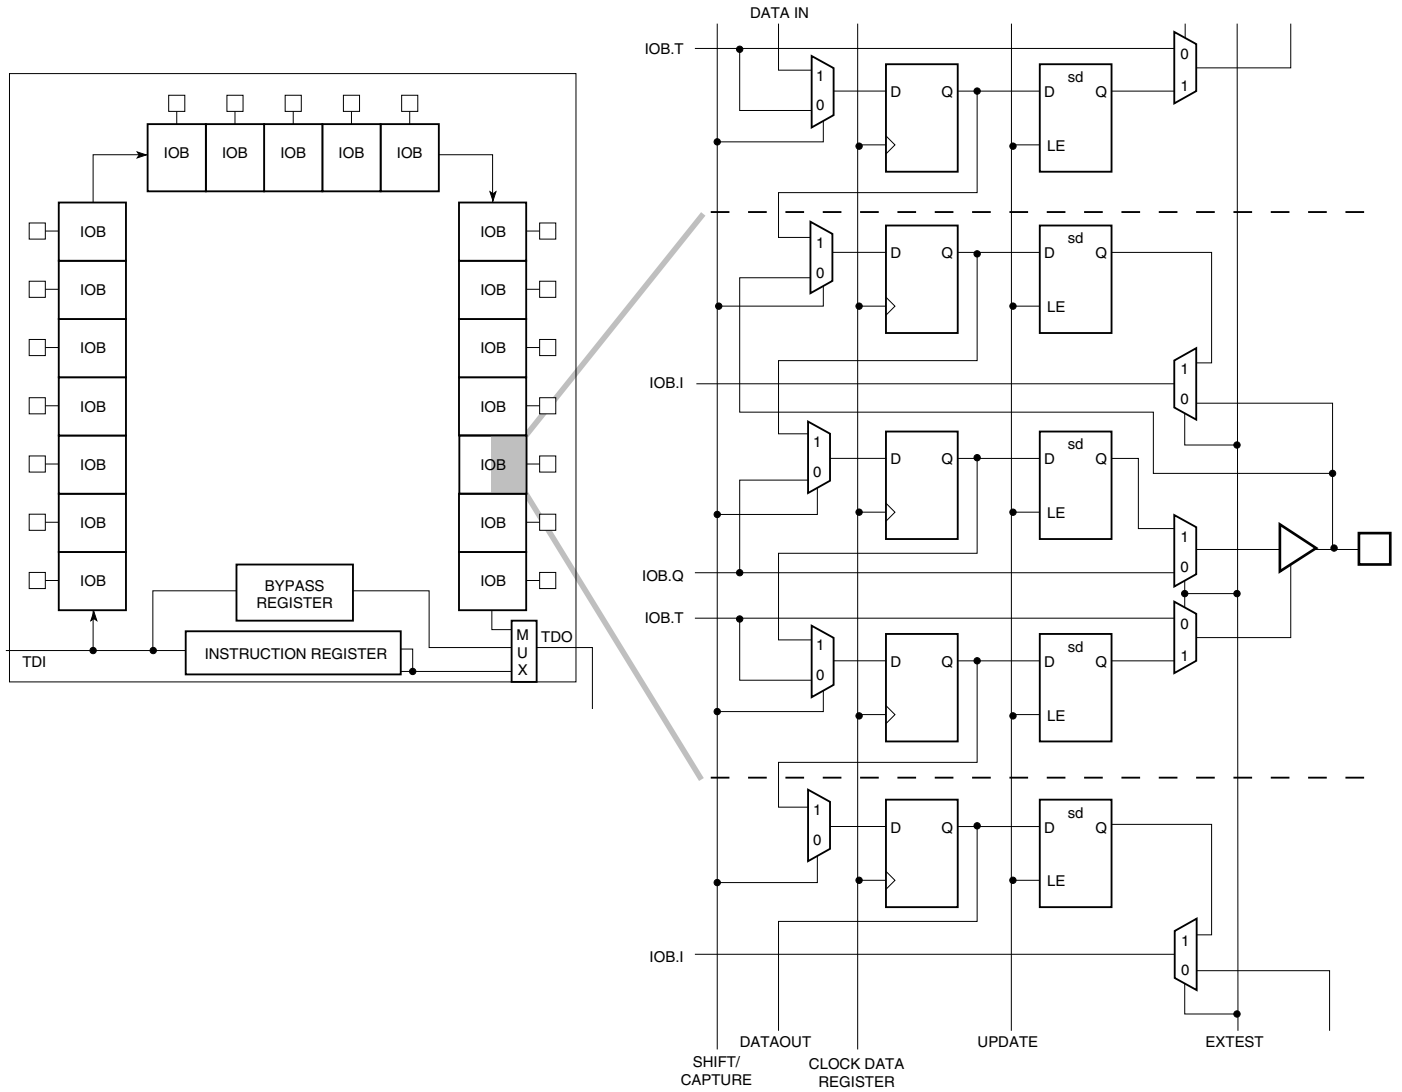 IOB IOB IOB IOB IOB
IOB
IOB
IOB
IOB
IOB
IOB
IOB
IOB
IOB
IOB
IOB
IOB
IOB
IOB
BYPASS
REGISTER
INSTRUCTION REGISTER
TDI
M
U
X
TDO
DATA IN
IOB.T
1
0
D Q
D sd Q
LE
0
1
1
0
D Q
D sd Q
LE
IOB.I
1
0
1
0
D Q
D sd Q
LE
1
0
IOB.Q
IOB.T
0
1
1
0
D Q
D sd Q
LE
1
0
D Q
D sd Q
LE
IOB.I
1
0
SHIFT/
CAPTURE
DATAOUT
CLOCK DATA
REGISTER
UPDATE
EXTEST